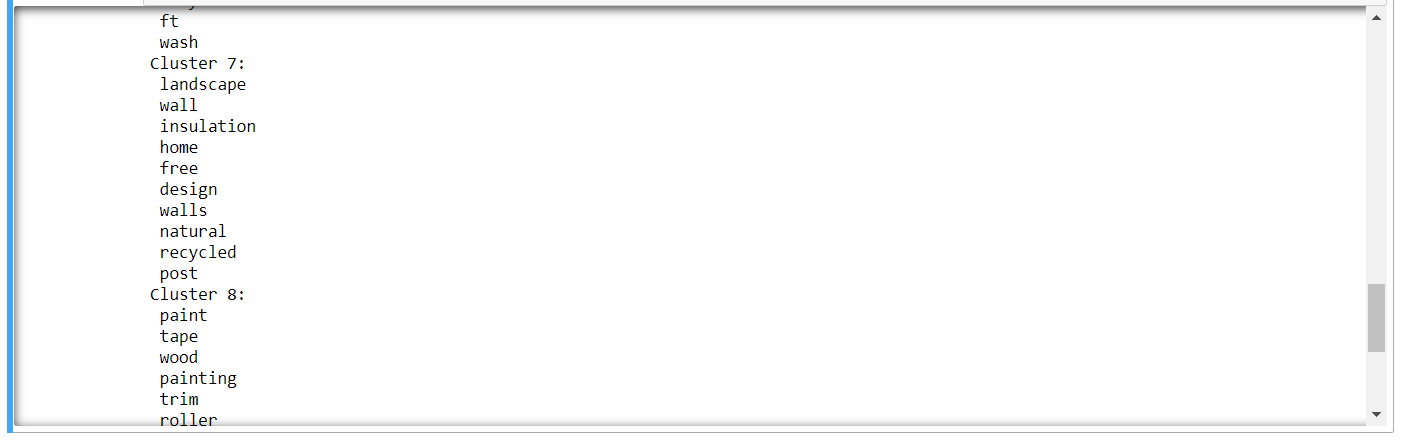 ft
wash
Cluster 7:
landscape
wall
insulation
home
free
design
walls
natural
recycled
post
Cluster 8:
paint
tape
wood
painting
trim
roller